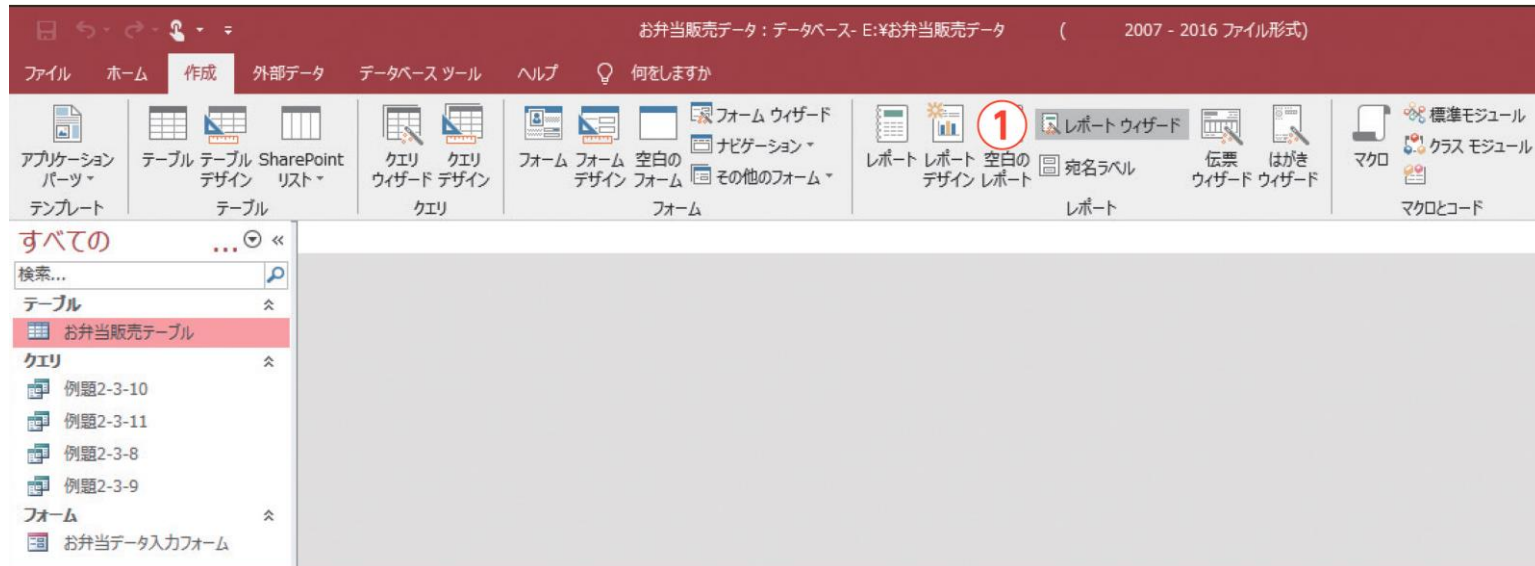 お弁当販売データ：データベース- E:¥お弁当販売データ ( 2007 - 2016 ファイル形式)
ファイル ホーム 作成 外部データ データベース ツール ヘルプ 何をしますか
アプリケーション
パーツ
テーブル
テーブル
デザイン
SharePoint
リスト
クエリ
ウィザード
クエリ
デザイン
フォーム
フォーム
デザイン
空白の
フォーム
フォーム ウィザード
ナビゲーション
その他のフォーム
レポート
レポート
デザイン
空白の
レポート
①
レポート ウィザード
宛名ラベル
伝票
ウィザード
はがき
ウィザード
マクロ
標準モジュール
クラス モジュール
テンプレート テーブル クエリ フォーム レポート マクロとコード
すべての ... «
検索...
テーブル
お弁当販売テーブル
クエリ
例題2-3-10
例題2-3-11
例題2-3-8
例題2-3-9
フォーム
お弁当データ入力フォーム